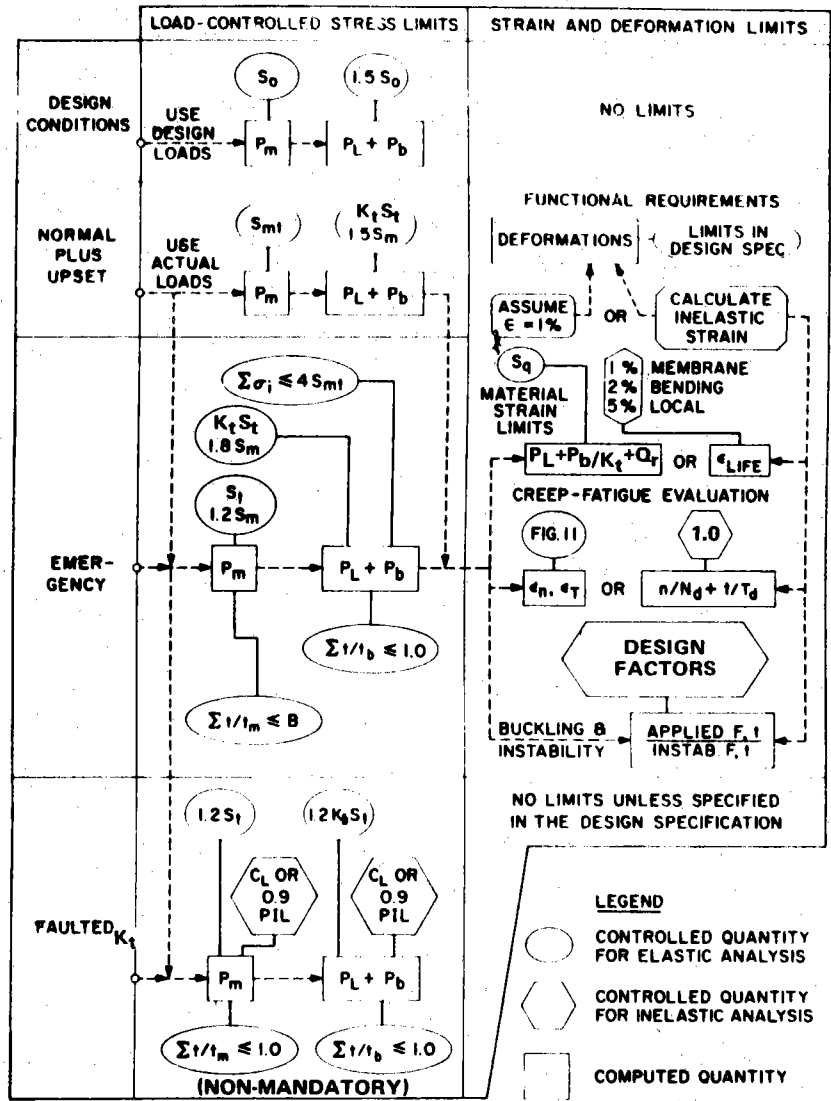 LOAD-CONTROLLED STRESS LIMITS
STRAIN AND DEFORMATION LIMITS
DESIGN
CONDITIONS
USE
DESIGN
LOADS
So
1.5 So
Pm
PL + Pb
NO LIMITS
NORMAL
PLUS
UPSET
USE
ACTUAL
LOADS
Smt
KtSt
1.5Sm
Pm
PL + Pb
FUNCTIONAL REQUIREMENTS
DEFORMATIONS
LIMITS IN
DESIGN SPEC
ASSUME
ϵ = 1%
OR
CALCULATE
INELASTIC
STRAIN
Sq
MATERIAL
STRAIN
LIMITS
1% MEMBRANE
2% BENDING
5% LOCAL
PL+Pb/Kt+Qr OR ϵLIFE
CREEP-FATIGUE EVALUATION
FIG. 11
1.0
ϵn, ϵT OR n/Nd + t/Td
DESIGN
FACTORS
BUCKLING &
INSTABILITY
APPLIED F, t
INSTAB F, t
EMER-
GENCY
Σσi ≤ 4Smt
KtSt
1.8Sm
St
1.2Sm
Pm
PL + Pb
Σt/tb ≤ 1.0
Σt/tm ≤ B
FAULTED
Kt
1.2St
1.2KtSt
CL OR
0.9
PIL
CL OR
0.9
PIL
Pm
PL + Pb
Σt/tm ≤ 1.0
Σt/tb ≤ 1.0
(NON-MANDATORY)
NO LIMITS UNLESS SPECIFIED
IN THE DESIGN SPECIFICATION
LEGEND
CONTROLLED QUANTITY
FOR ELASTIC ANALYSIS
CONTROLLED QUANTITY
FOR INELASTIC ANALYSIS
COMPUTED QUANTITY